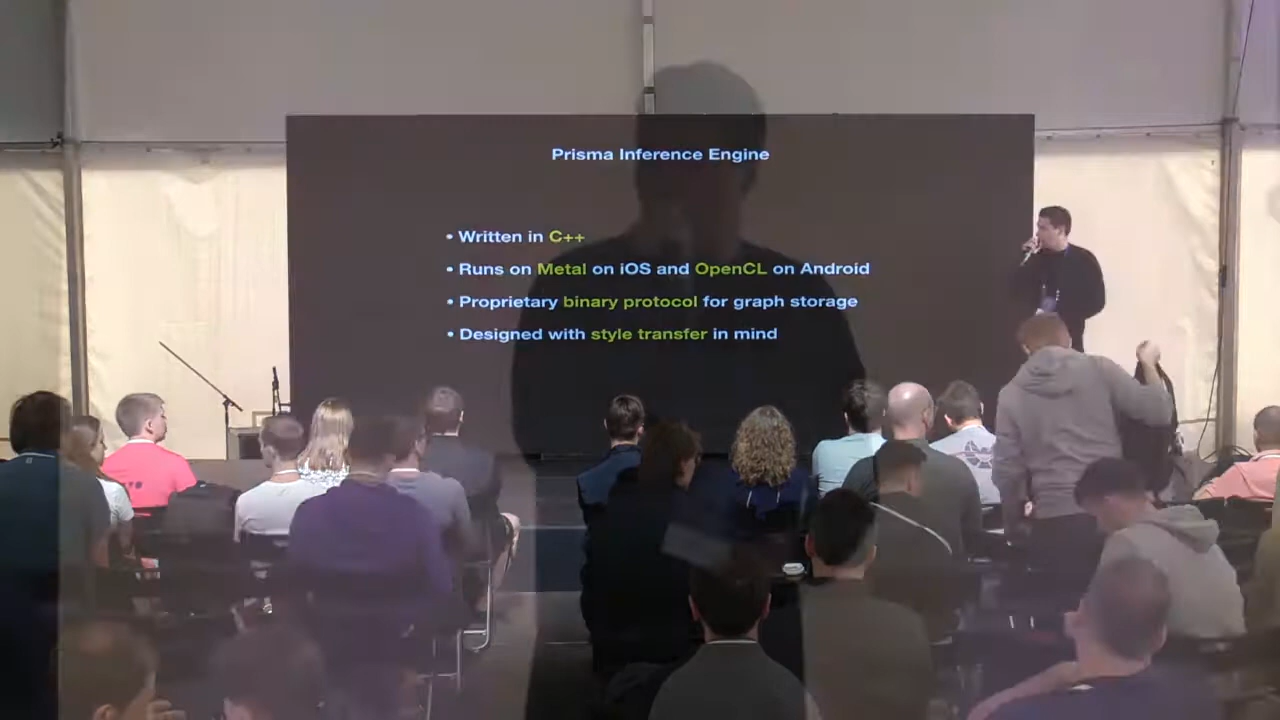 Prisma Inference Engine
• Written in C++
• Runs on Metal on iOS and OpenCL on Android
• Proprietary binary protocol for graph storage
• Designed with style transfer in mind